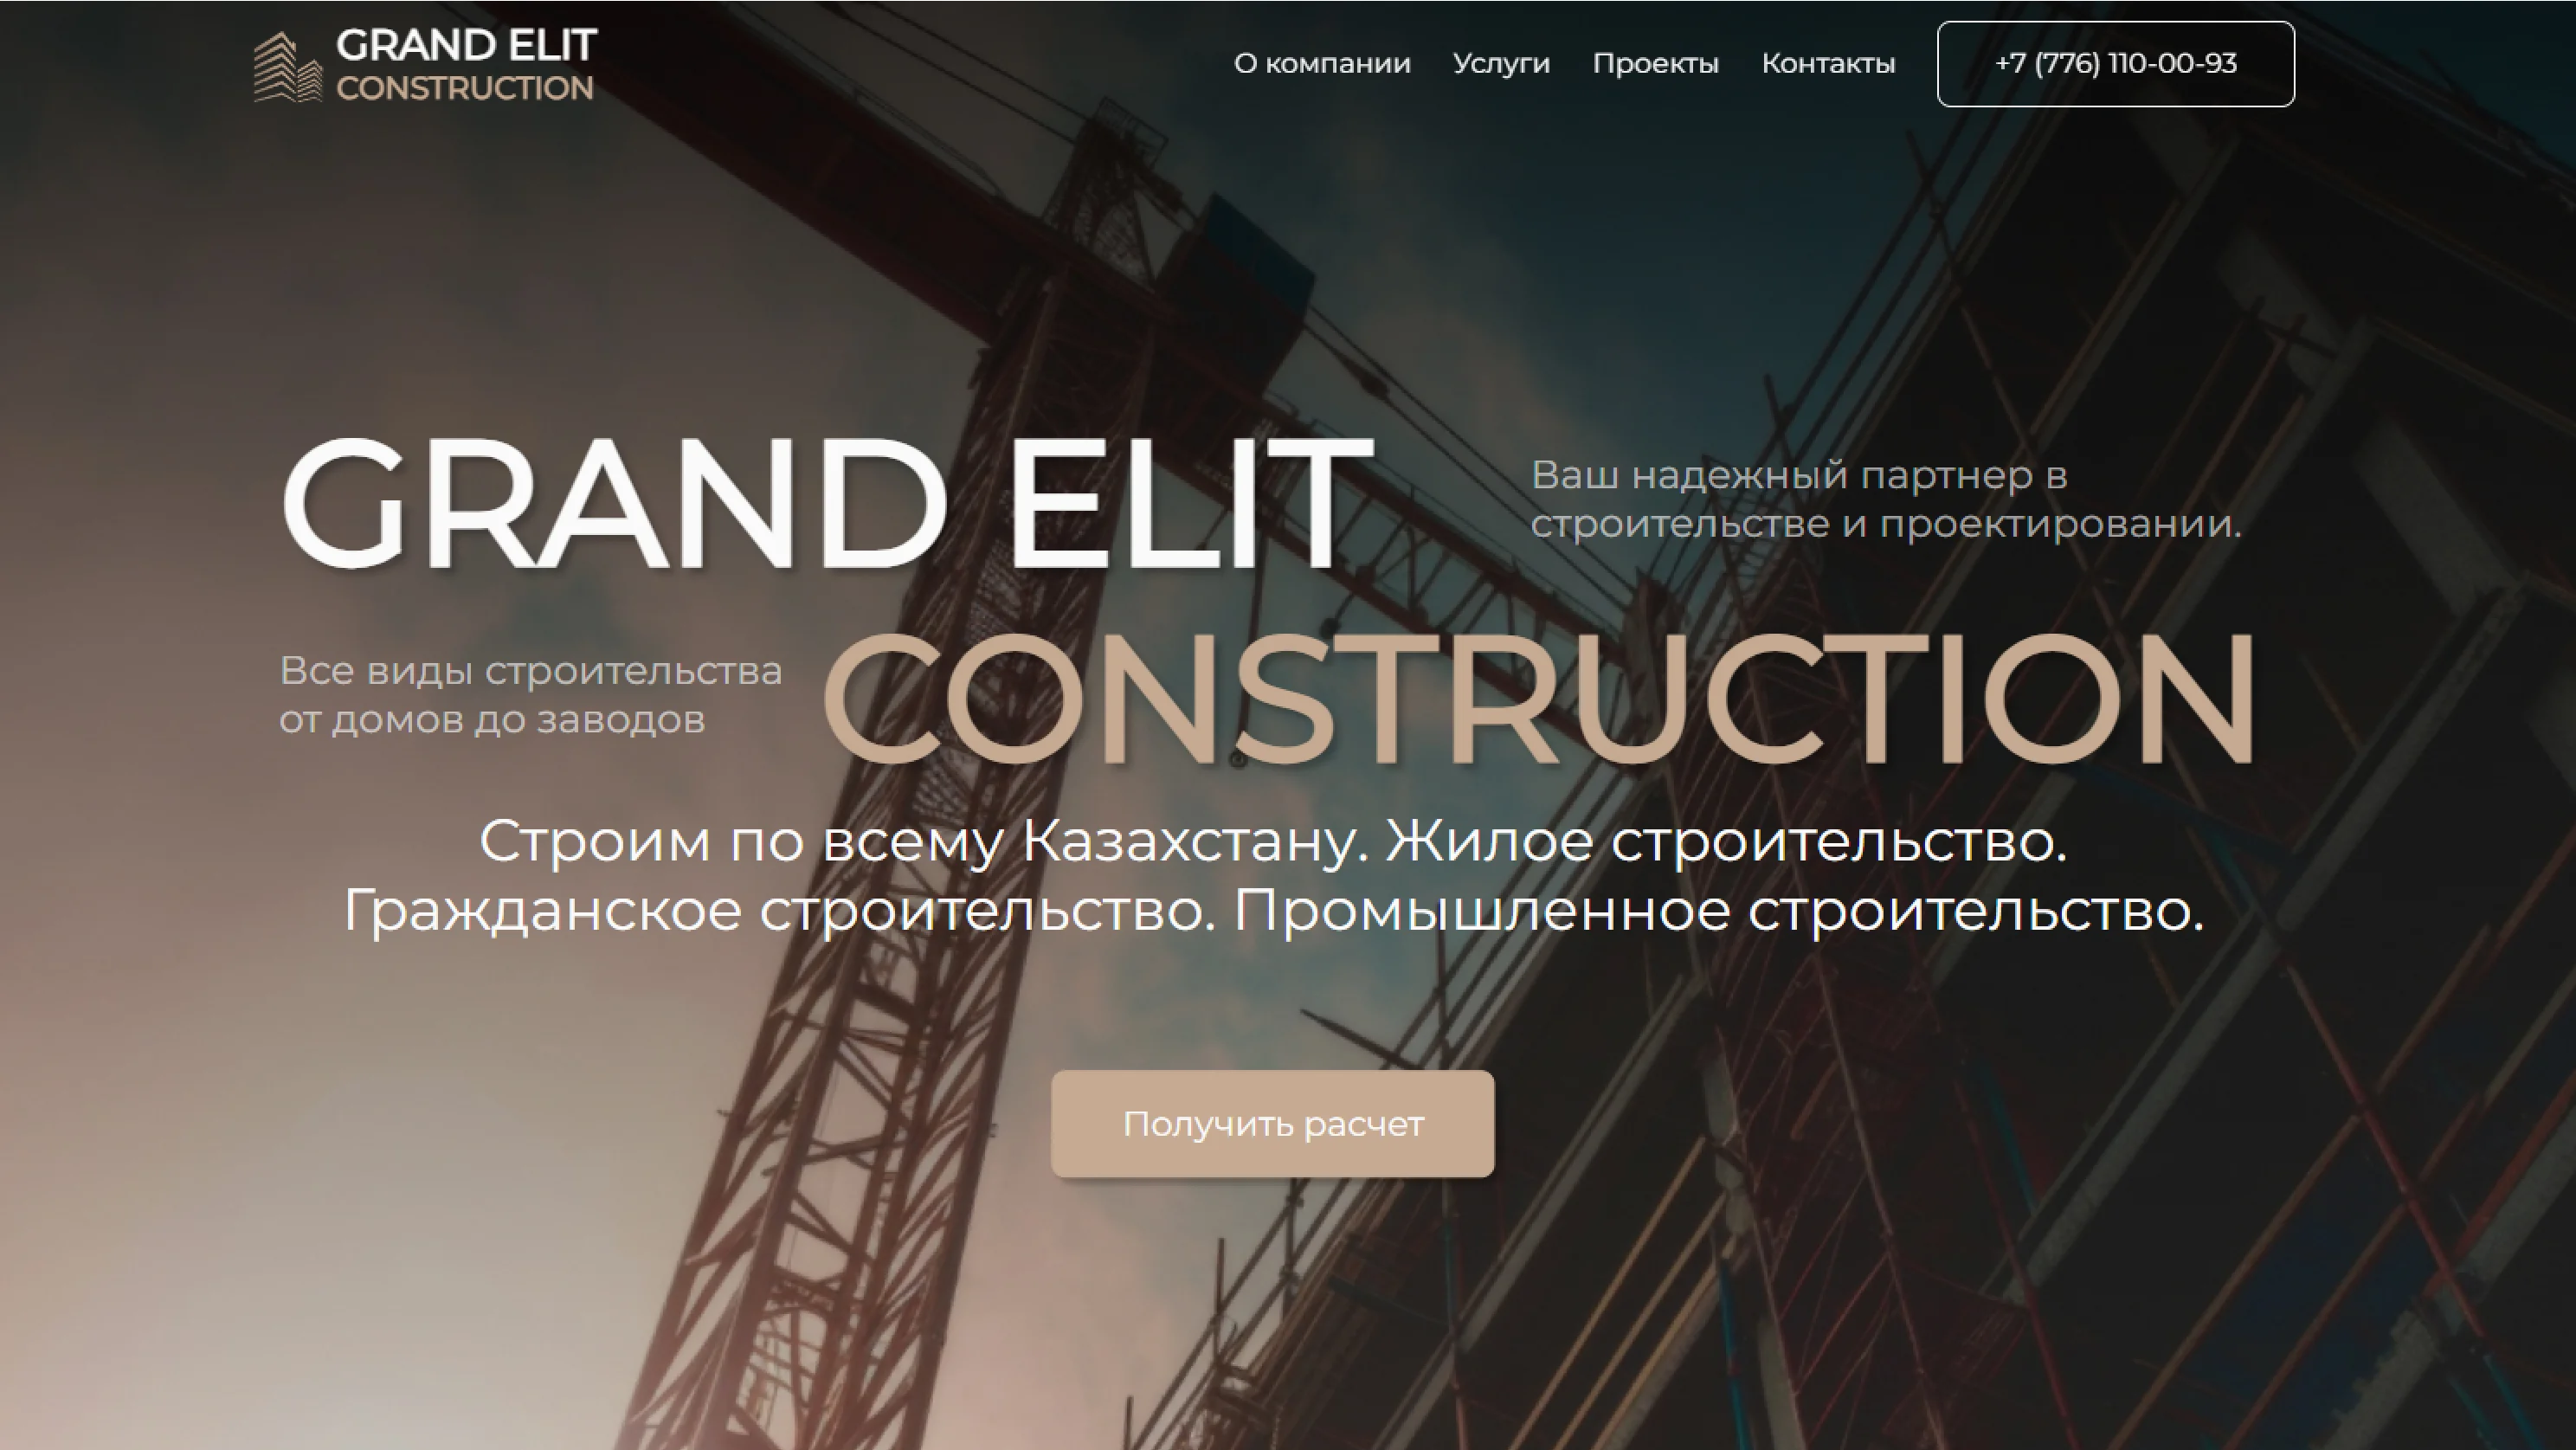 GRAND ELIT
CONSTRUCTION
О компании
Услуги
Проекты
Контакты
+7 (776) 110-00-93
GRAND ELIT
Ваш надежный партнер в
строительстве и проектировании.
Все виды строительства
от домов до заводов
CONSTRUCTION
Строим по всему Казахстану. Жилое строительство.
Гражданское строительство. Промышленное строительство.
Получить расчет